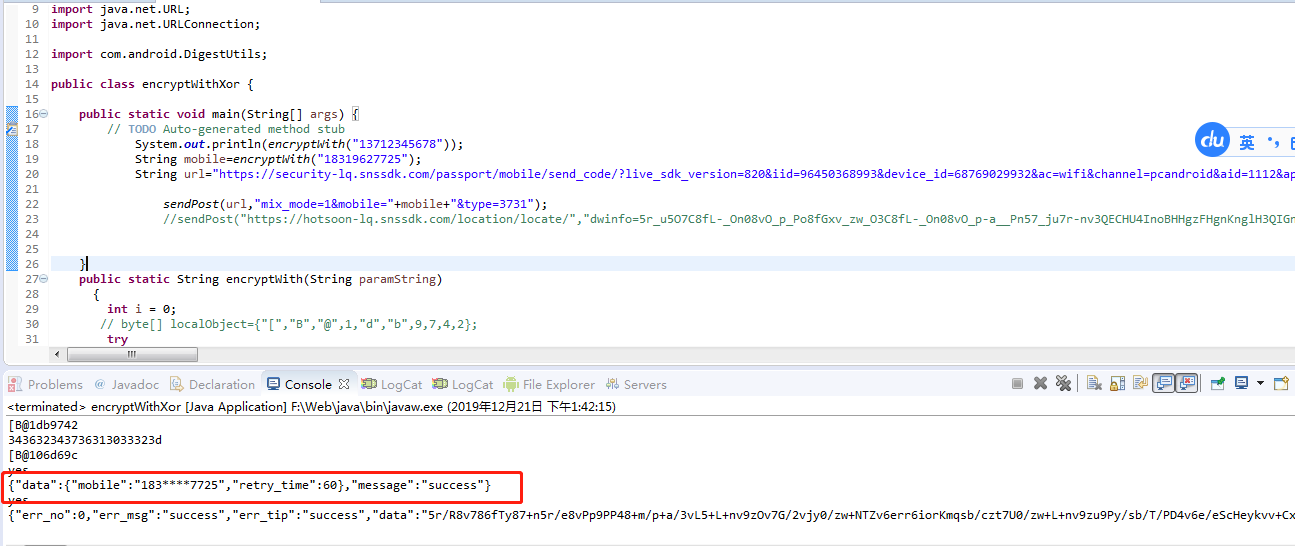 9 import java.net.URL;
10 import java.net.URLConnection;
11
12 import com.android.DigestUtils;
13
14 public class encryptWithXor {
15
16 public static void main(String[] args) {
17 // TODO Auto-generated method stub
18 System.out.println(encryptWith("13712345678"));
19 String mobile=encryptWith("18319627725");
20 String url="https://security-lq.snssdk.com/passport/mobile/send_code/?live_sdk_version=820&iid=96450368993&device_id=68769029932&ac=wifi&channel=pcandroid&aid=1112&ap
21
22 sendPost(url,"mix_mode=1&mobile="+mobile+"&type=3731");
23 //sendPost("https://hotsoon-lq.snssdk.com/location/locate/","dwinfo=5r_u5O7C8fL-_On08vO_p_Po8fGxv_zw_O3C8fL-_On08vO_p-a__Pn57_ju7r-nv3QECHU4InoBHHgzFHgnKnglH3QIGn
24
25
26 }
27 public static String encryptWith(String paramString)
28 {
29 int i = 0;
30 // byte[] localObject={"[","B","@",1,"d","b",9,7,4,2};
31 try
du 英
Problems @ Javadoc Declaration Console LogCat LogCat File Explorer Servers
<terminated> encryptWithXor [Java Application] F:\Web\java\bin\javaw.exe (2019年12月21日 下午1:42:15)
[B@1db9742
343632343736313033323d
[B@106d69c
yes
{"data":{"mobile":"183****7725","retry_time":60},"message":"success"}
yes
{"err_no":0,"err_msg":"success","err_tip":"success","data":"5r/R8v786fTy87+n5r/e8vPp9PP48+m/p+a/3vL5+L+nv9zOv7G/2vjy0/zw+NTZv6err6iorKmqsb/czt7U0/zw+L+nv9zu9Py/sb/T/PD4v6e/eScHeykvv+Cx